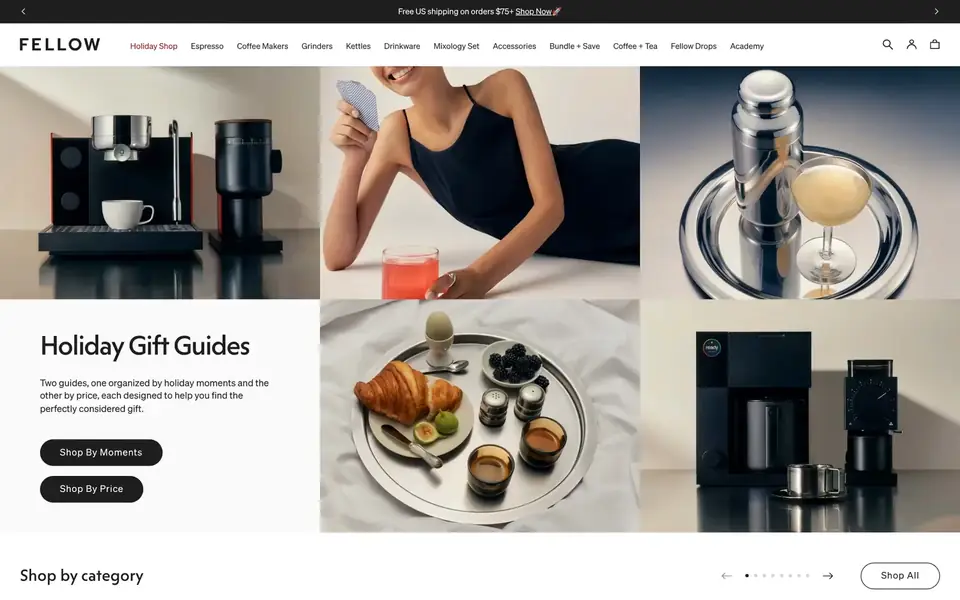 Free US shipping on orders $75+ Shop Now🚀
FELLOW
Holiday Shop Espresso Coffee Makers Grinders Kettles Drinkware Mixology Set Accessories Bundle + Save Coffee + Tea Fellow Drops Academy
ready
Holiday Gift Guides
Two guides, one organized by holiday moments and the
other by price, each designed to help you find the
perfectly considered gift.
Shop By Moments
Shop By Price
Shop by category
Shop All